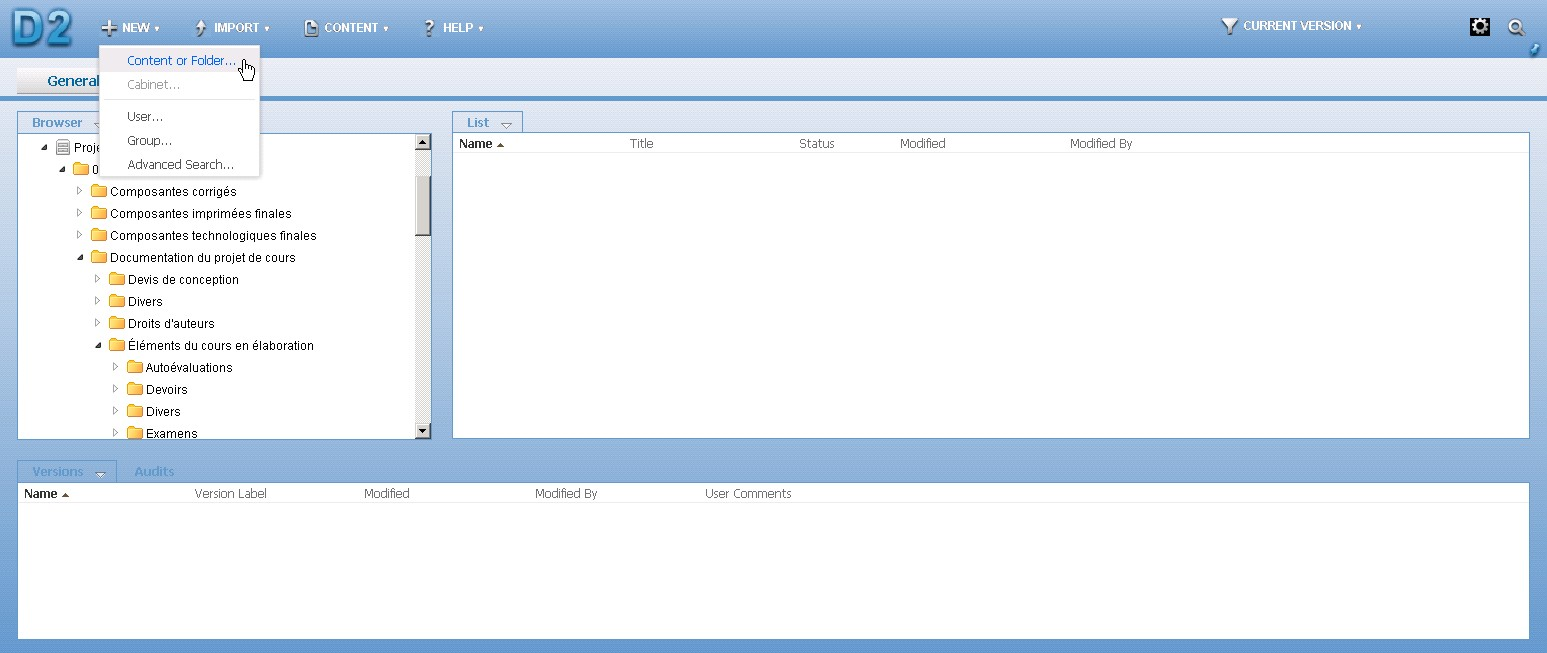 D2 NEW IMPORT CONTENT HELP CURRENT VERSION
Content or Folder...
Cabinet...
User...
Group...
Advanced Search...
General
Browser
Proje
0
Composantes corrigés
Composantes imprimées finales
Composantes technologiques finales
Documentation du projet de cours
Devis de conception
Divers
Droits d'auteurs
Éléments du cours en élaboration
Autoévaluations
Devoirs
Divers
Examens
List
Name Title Status Modified Modified By
Versions Audits
Name Version Label Modified Modified By User Comments